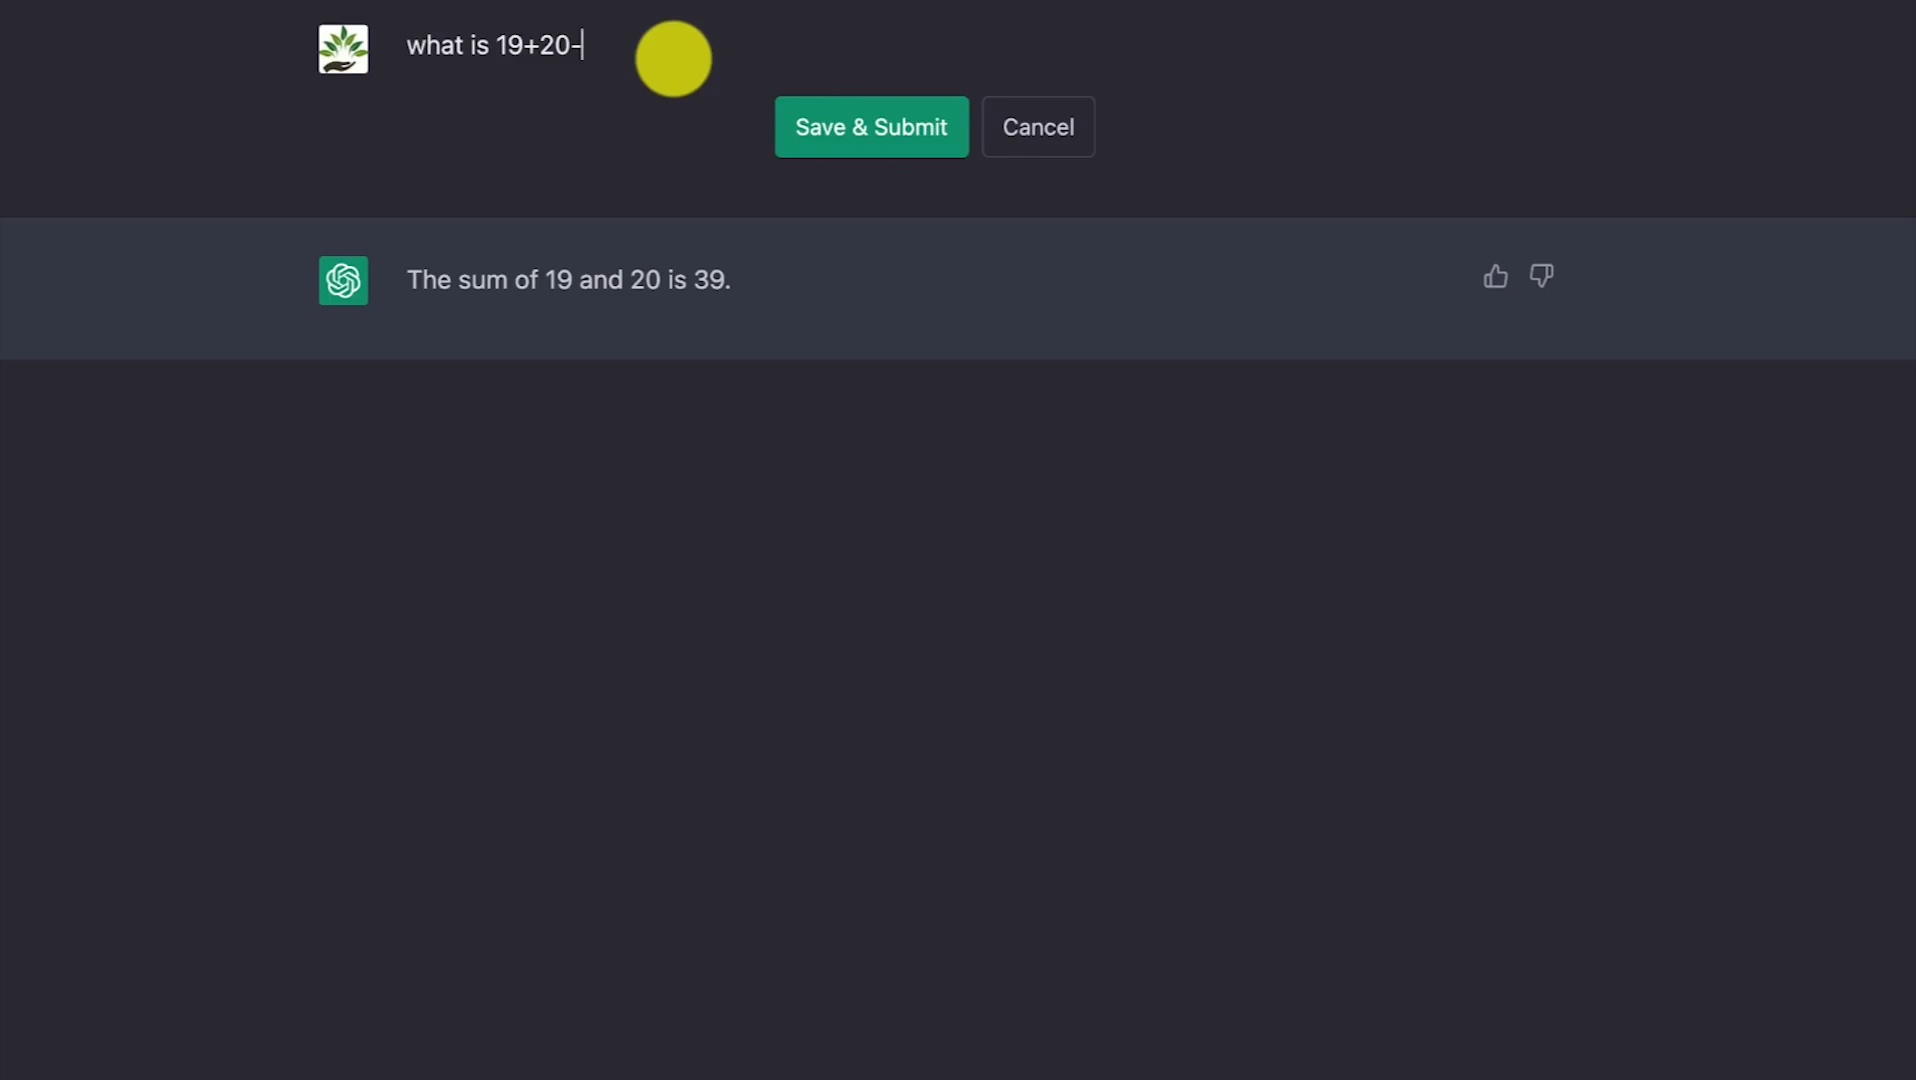 what is 19+20-
Save & Submit
Cancel
The sum of 19 and 20 is 39.